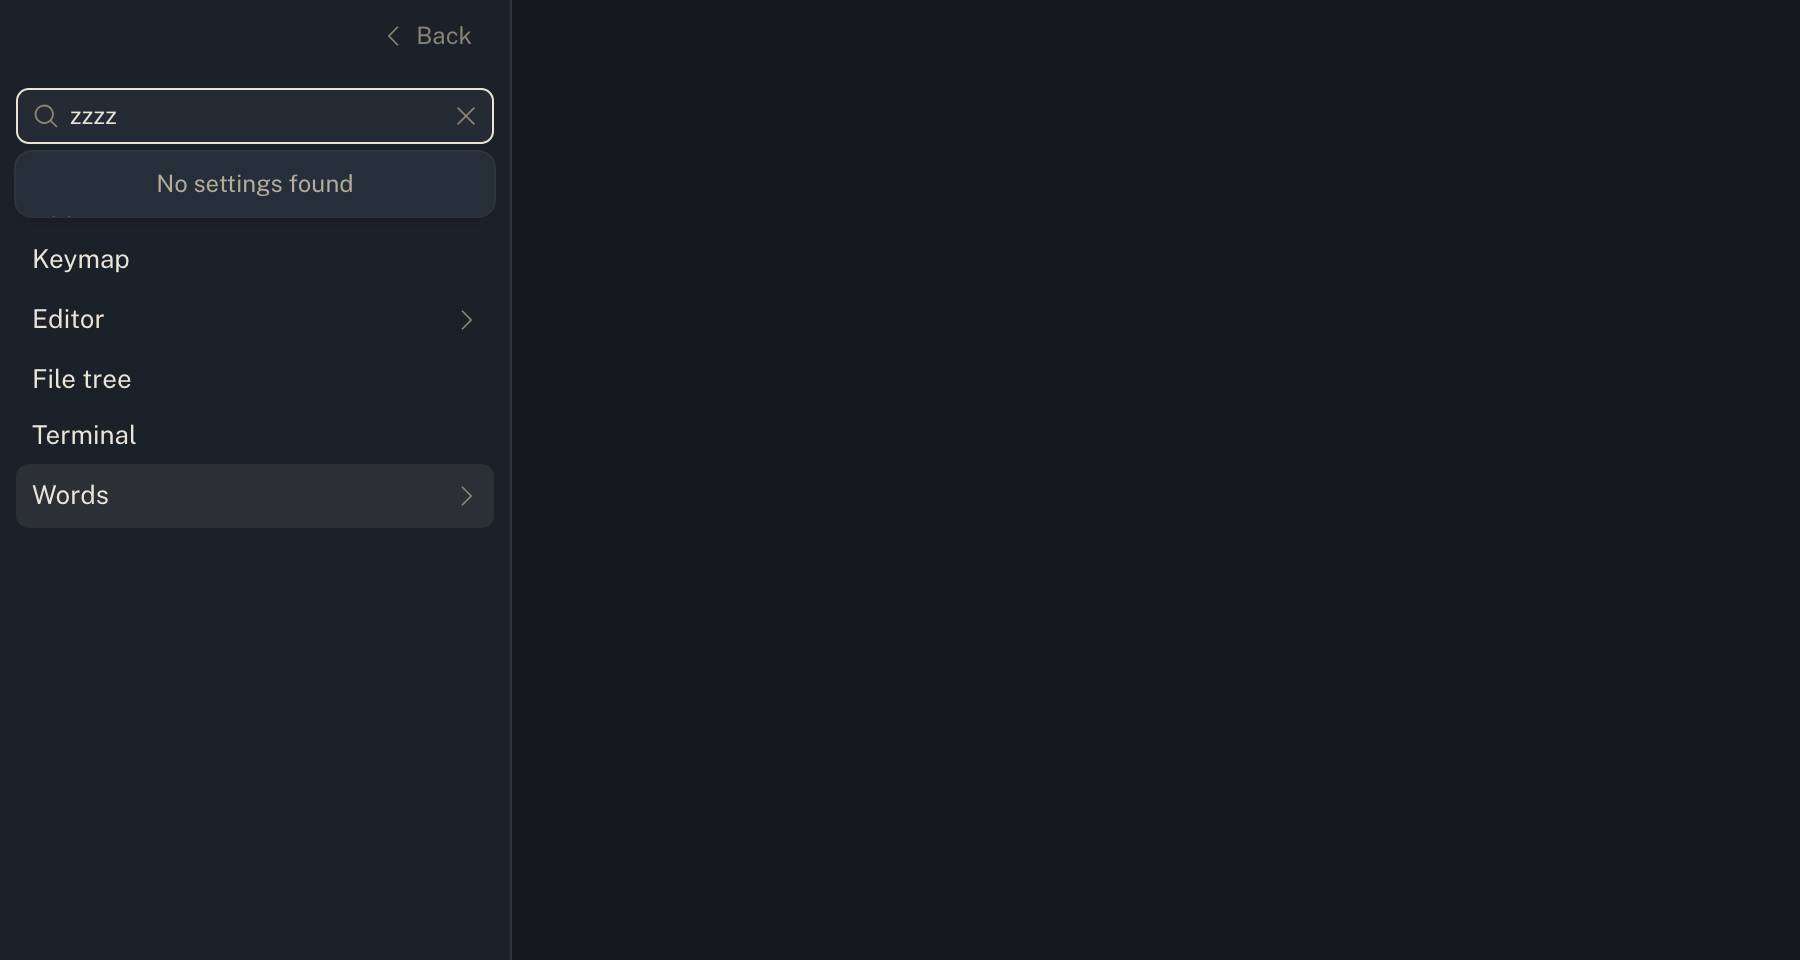 Back
zzzz
No settings found
Keymap
Editor
File tree
Terminal
Words